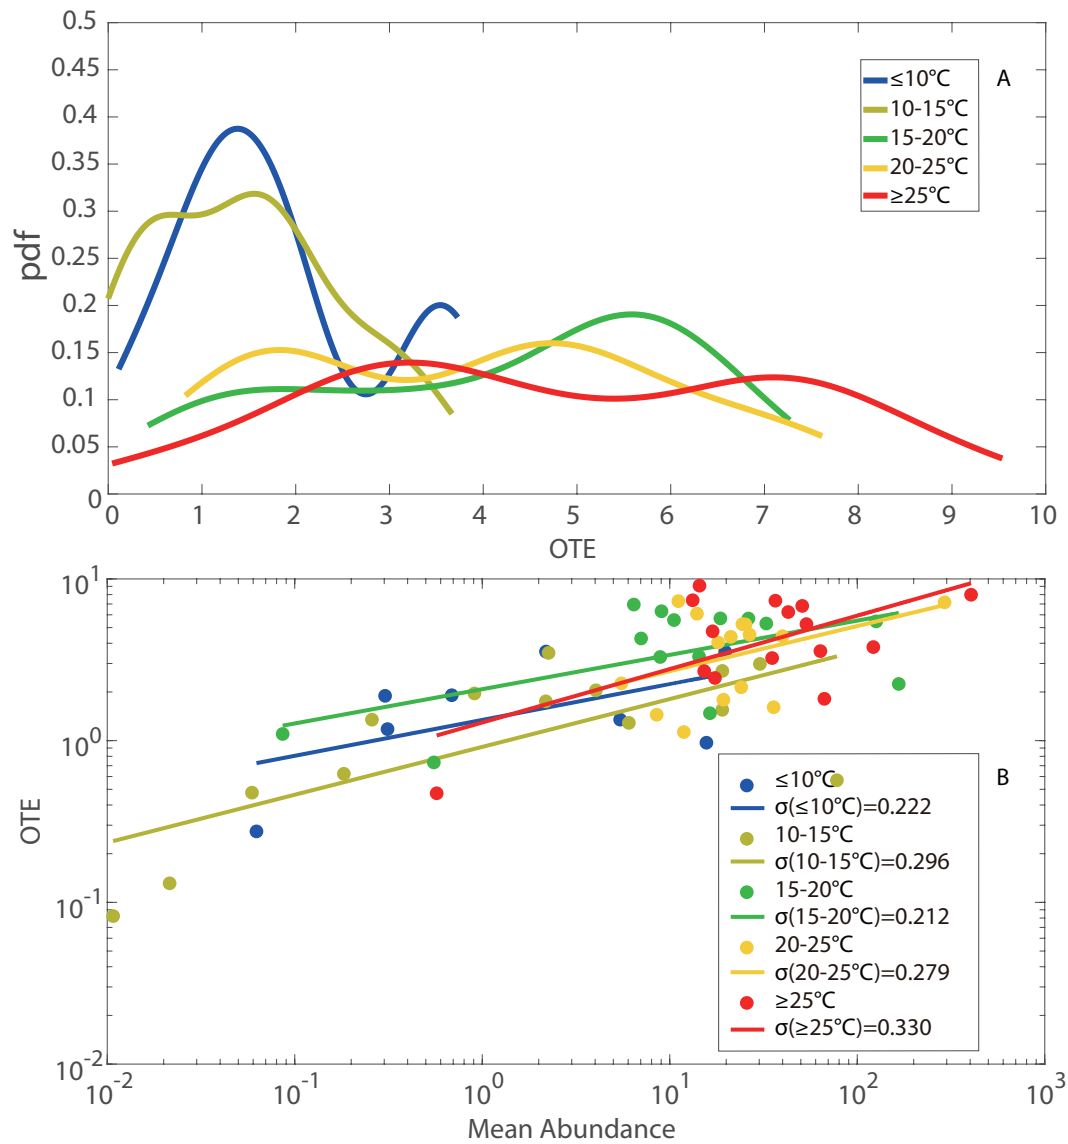 0.5
0.45
0.4
0.35
0.3
0.25
0.2
0.15
0.1
0.05
0
pdf
≤10°C
10-15°C
15-20°C
20-25°C
≥25°C
A
0 1 2 3 4 5 6 7 8 9 10
OTE
10^1
10^0
10^-1
10^-2
OTE
≤10°C
σ(≤10°C)=0.222
10-15°C
σ(10-15°C)=0.296
15-20°C
σ(15-20°C)=0.212
20-25°C
σ(20-25°C)=0.279
≥25°C
σ(≥25°C)=0.330
B
10^-2 10^-1 10^0 10^1 10^2 10^3
Mean Abundance